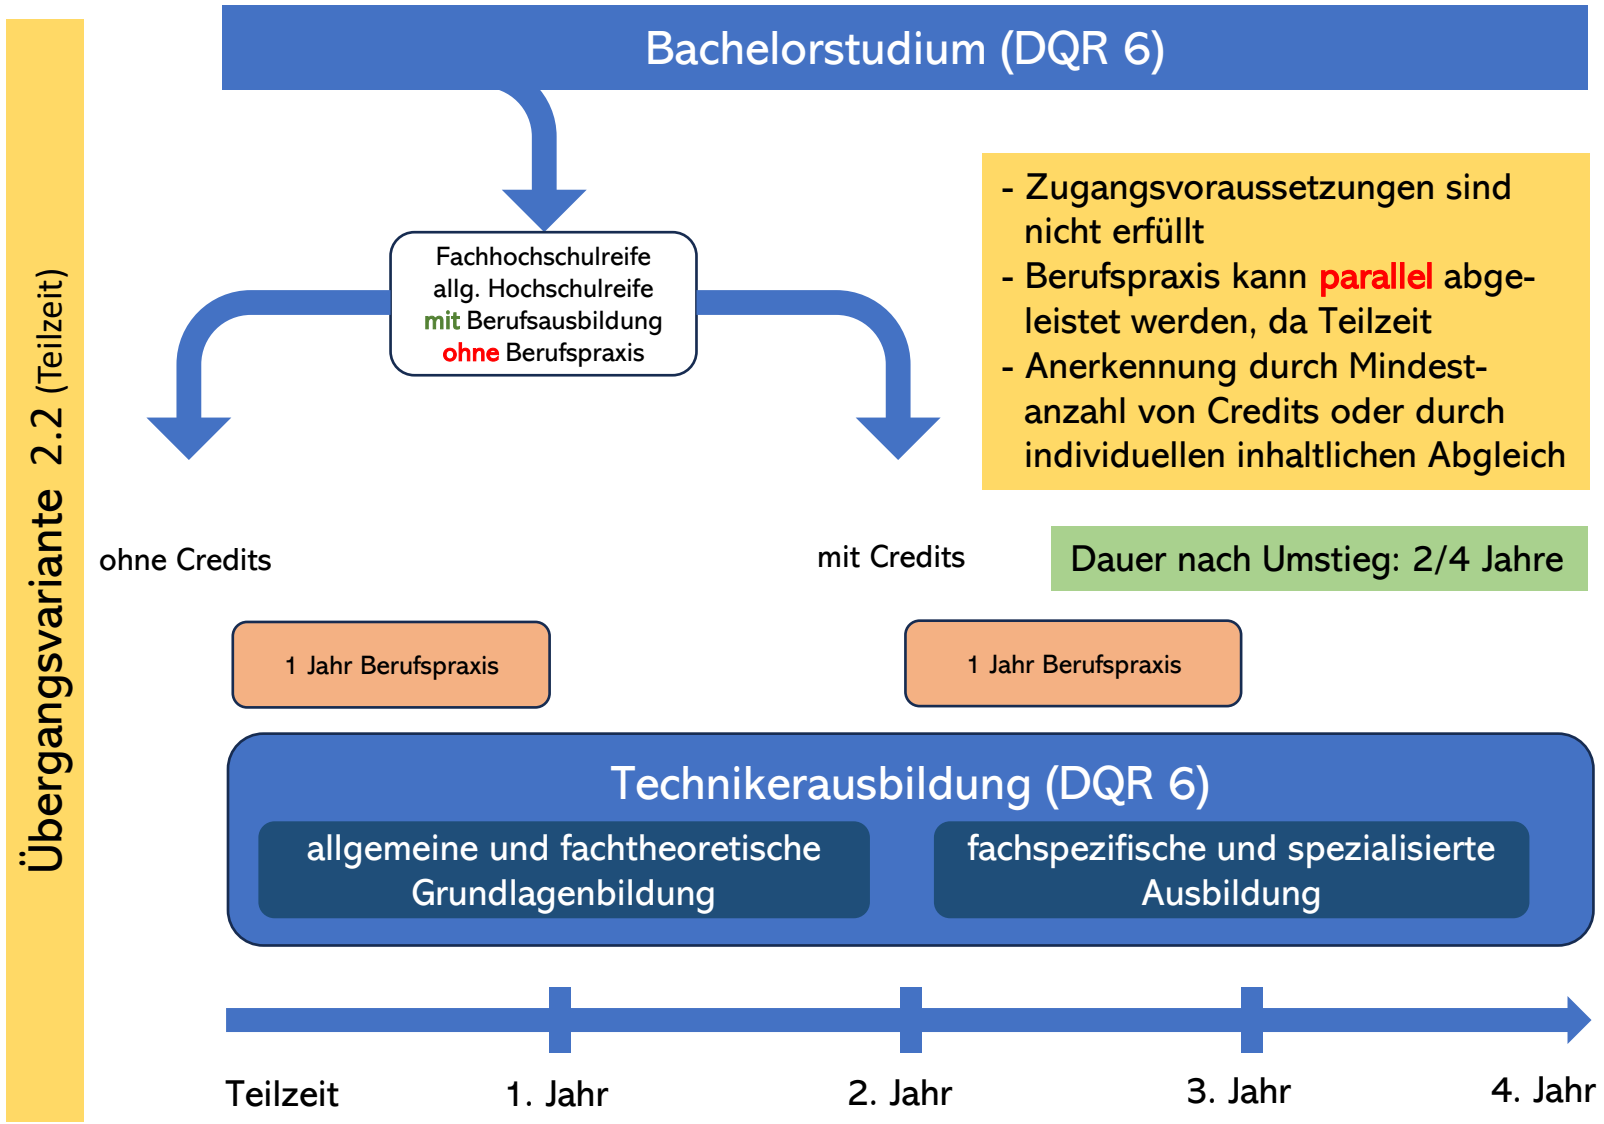 Übergangsvariante 2.2 (Teilzeit)
Bachelorstudium (DQR 6)
Fachhochschulreife
allg. Hochschulreife
mit Berufsausbildung
ohne Berufspraxis
- Zugangsvoraussetzungen sind
nicht erfüllt
- Berufspraxis kann parallel abge-
leistet werden, da Teilzeit
- Anerkennung durch Mindest-
anzahl von Credits oder durch
individuellen inhaltlichen Abgleich
ohne Credits
mit Credits
Dauer nach Umstieg: 2/4 Jahre
1 Jahr Berufspraxis
1 Jahr Berufspraxis
Technikerausbildung (DQR 6)
allgemeine und fachtheoretische
Grundlagenbildung
fachspezifische und spezialisierte
Ausbildung
Teilzeit
1. Jahr
2. Jahr
3. Jahr
4. Jahr